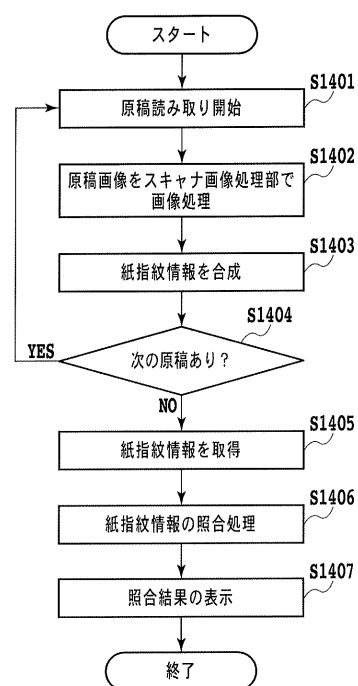 スタート
S1401
原稿読み取り開始
S1402
原稿画像をスキャナ画像処理部で
画像処理
S1403
紙指紋情報を合成
S1404
次の原稿あり？
YES
NO
S1405
紙指紋情報を取得
S1406
紙指紋情報の照合処理
S1407
照合結果の表示
終了